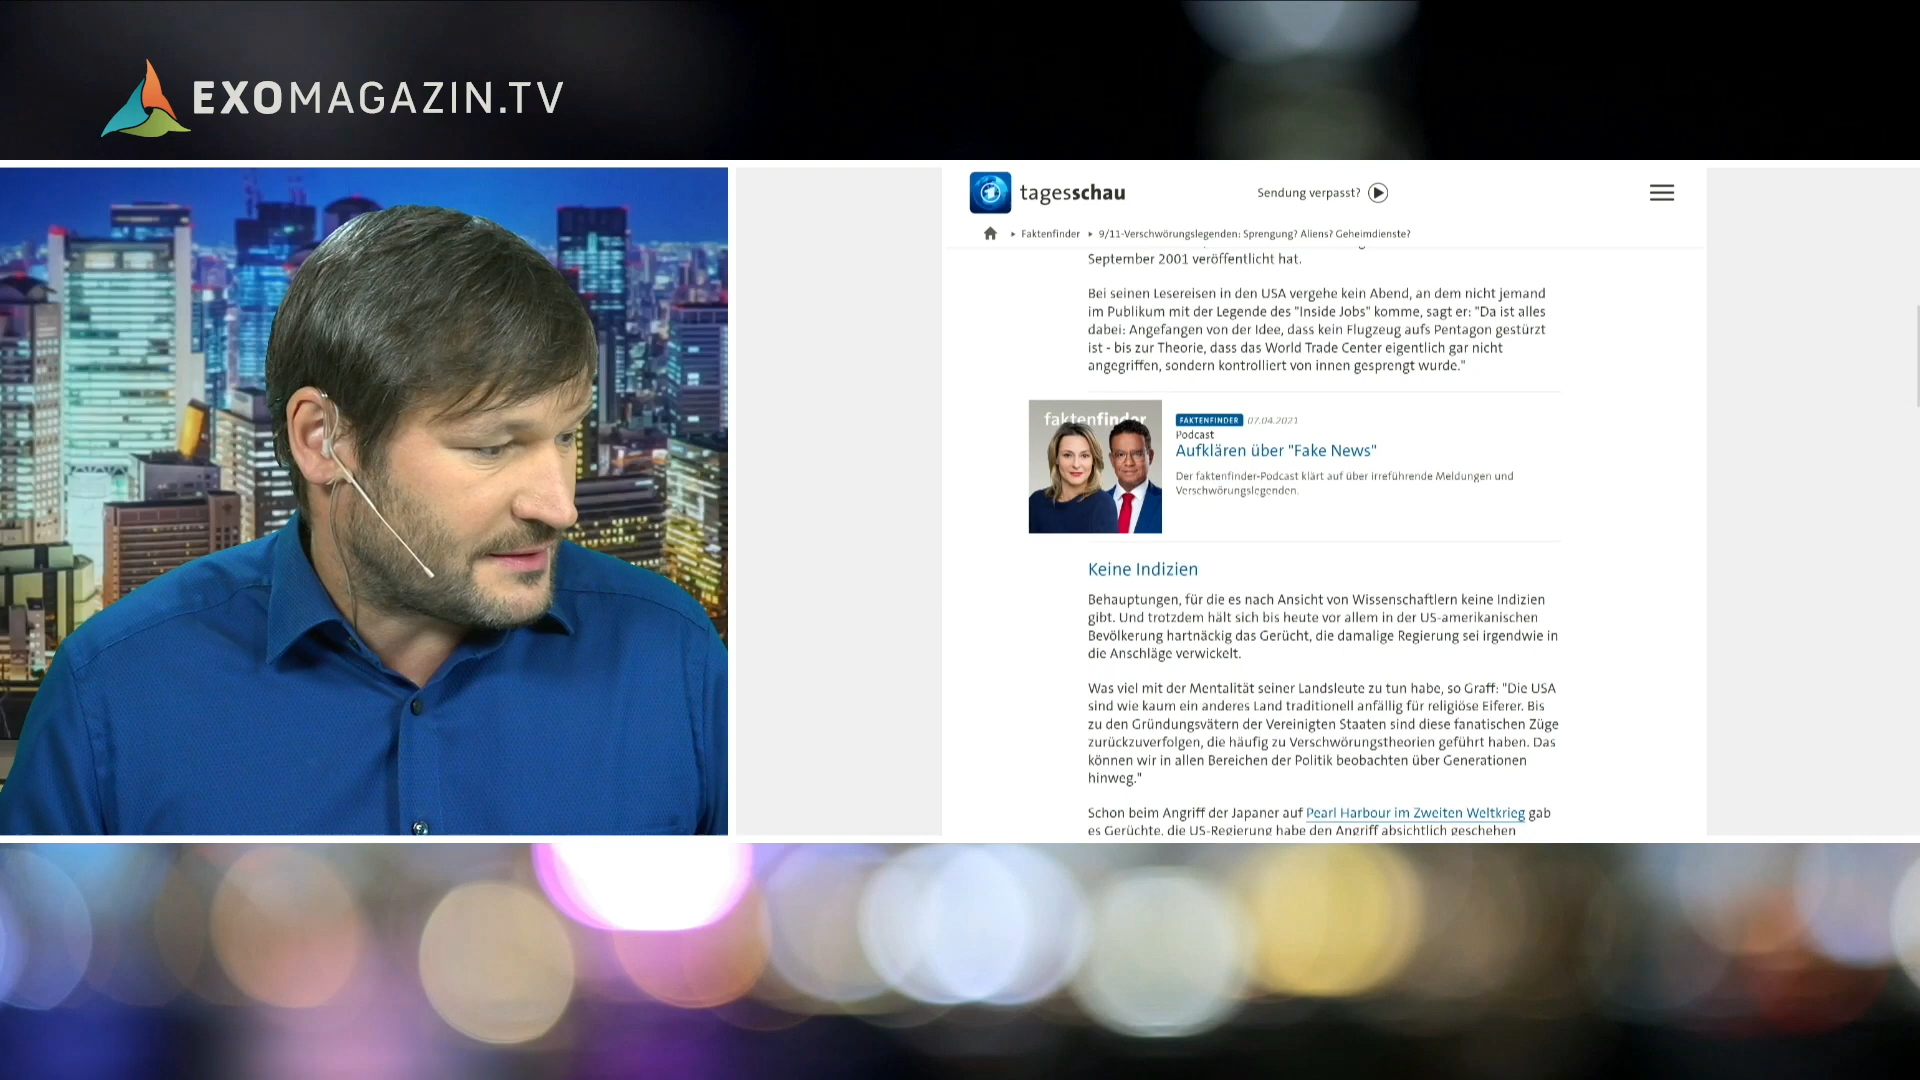 EXOMAGAZIN.TV
tagesschau
Sendung verpasst?
Faktenfinder
9/11-Verschwörungslegenden: Sprengung? Aliens? Geheimdienste?
September 2001 veröffentlicht hat.
Bei seinen Lesereisen in den USA vergehe kein Abend, an dem nicht jemand
im Publikum mit der Legende des "Inside Jobs" komme, sagt er: "Da ist alles
dabei: Angefangen von der Idee, dass kein Flugzeug aufs Pentagon gestürzt
ist - bis zur Theorie, dass das World Trade Center eigentlich gar nicht
angegriffen, sondern kontrolliert von innen gesprengt wurde."
faktenfinder
FAKTENFINDER 07.04.2021
Podcast
Aufklären über "Fake News"
Der faktenfinder-Podcast klärt auf über irreführende Meldungen und
Verschwörungslegenden.
Keine Indizien
Behauptungen, für die es nach Ansicht von Wissenschaftlern keine Indizien
gibt. Und trotzdem hält sich bis heute vor allem in der US-amerikanischen
Bevölkerung hartnäckig das Gerücht, die damalige Regierung sei irgendwie in
die Anschläge verwickelt.
Was viel mit der Mentalität seiner Landsleute zu tun habe, so Graff: "Die USA
sind wie kaum ein anderes Land traditionell anfällig für religiöse Eiferer. Bis
zu den Gründungsvätern der Vereinigten Staaten sind diese fanatischen Züge
zurückzuverfolgen, die häufig zu Verschwörungstheorien geführt haben. Das
können wir in allen Bereichen der Politik beobachten über Generationen
hinweg."
Schon beim Angriff der Japaner auf Pearl Harbour im Zweiten Weltkrieg gab
es Gerüchte, die US-Regierung habe den Angriff absichtlich geschehen